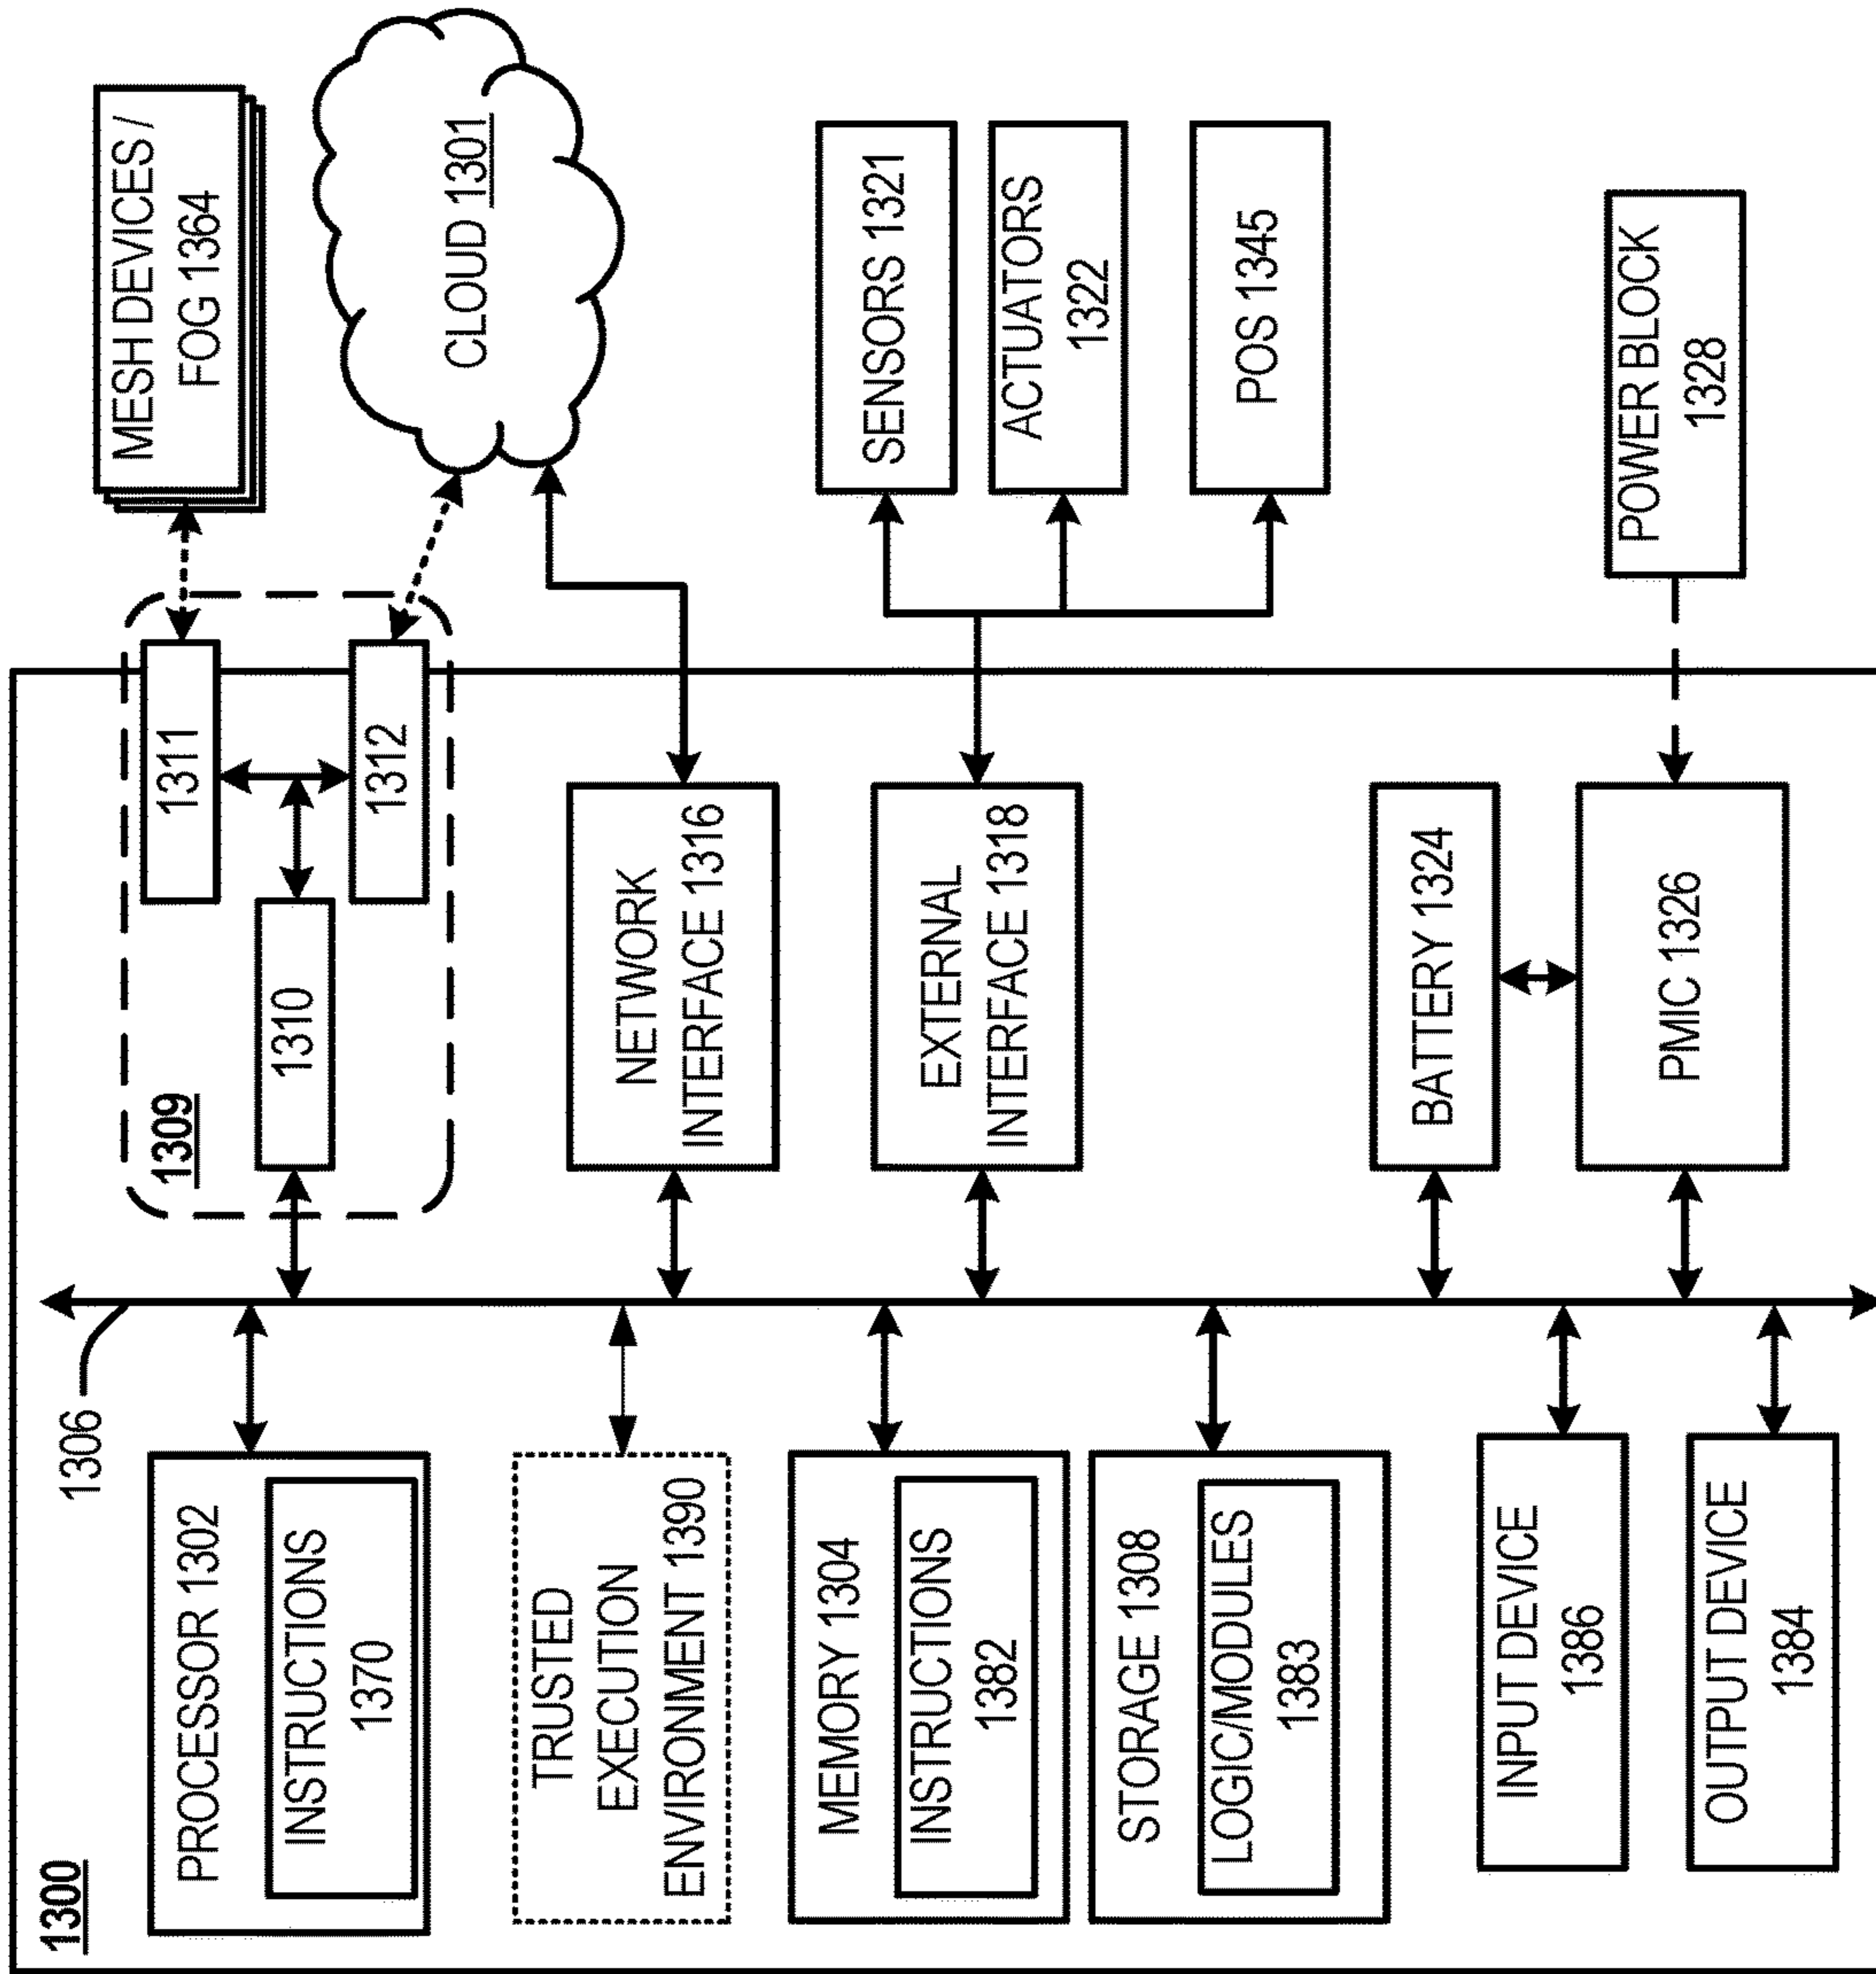 1300
PROCESSOR 1302
INSTRUCTIONS
1370
TRUSTED
EXECUTION
ENVIRONMENT 1390
MEMORY 1304
INSTRUCTIONS
1382
STORAGE 1308
LOGIC/MODULES
1383
INPUT DEVICE
1386
OUTPUT DEVICE
1384
1306
1309
1310
1311
1312
NETWORK
INTERFACE 1316
EXTERNAL
INTERFACE 1318
BATTERY 1324
PMIC 1326
MESH DEVICES /
FOG 1364
CLOUD 1301
SENSORS 1321
ACTUATORS
1322
POS 1345
POWER BLOCK
1328